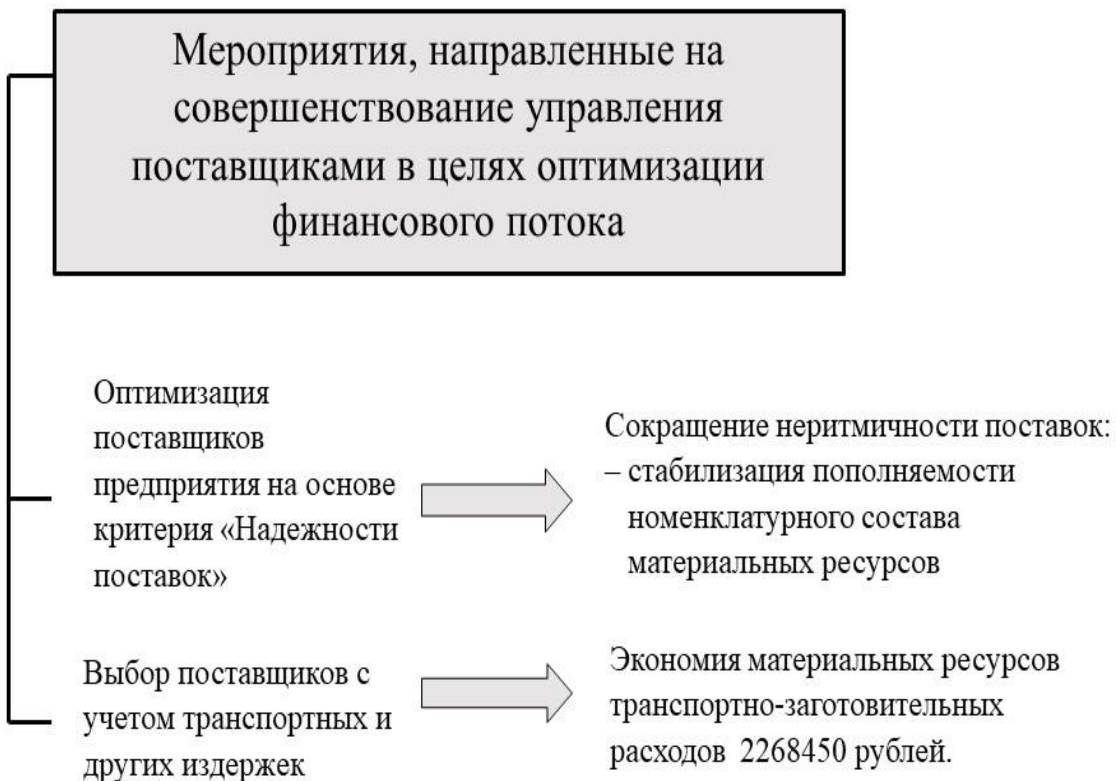 Мероприятия, направленные на
совершенствование управления
поставщиками в целях оптимизации
финансового потока
Оптимизация
поставщиков
предприятия на основе
критерия «Надежности
поставок»
Сокращение неритмичности поставок:
– стабилизация пополняемости
номенклатурного состава
материальных ресурсов
Выбор поставщиков с
учетом транспортных и
других издержек
Экономия материальных ресурсов
транспортно-заготовительных
расходов 2268450 рублей.